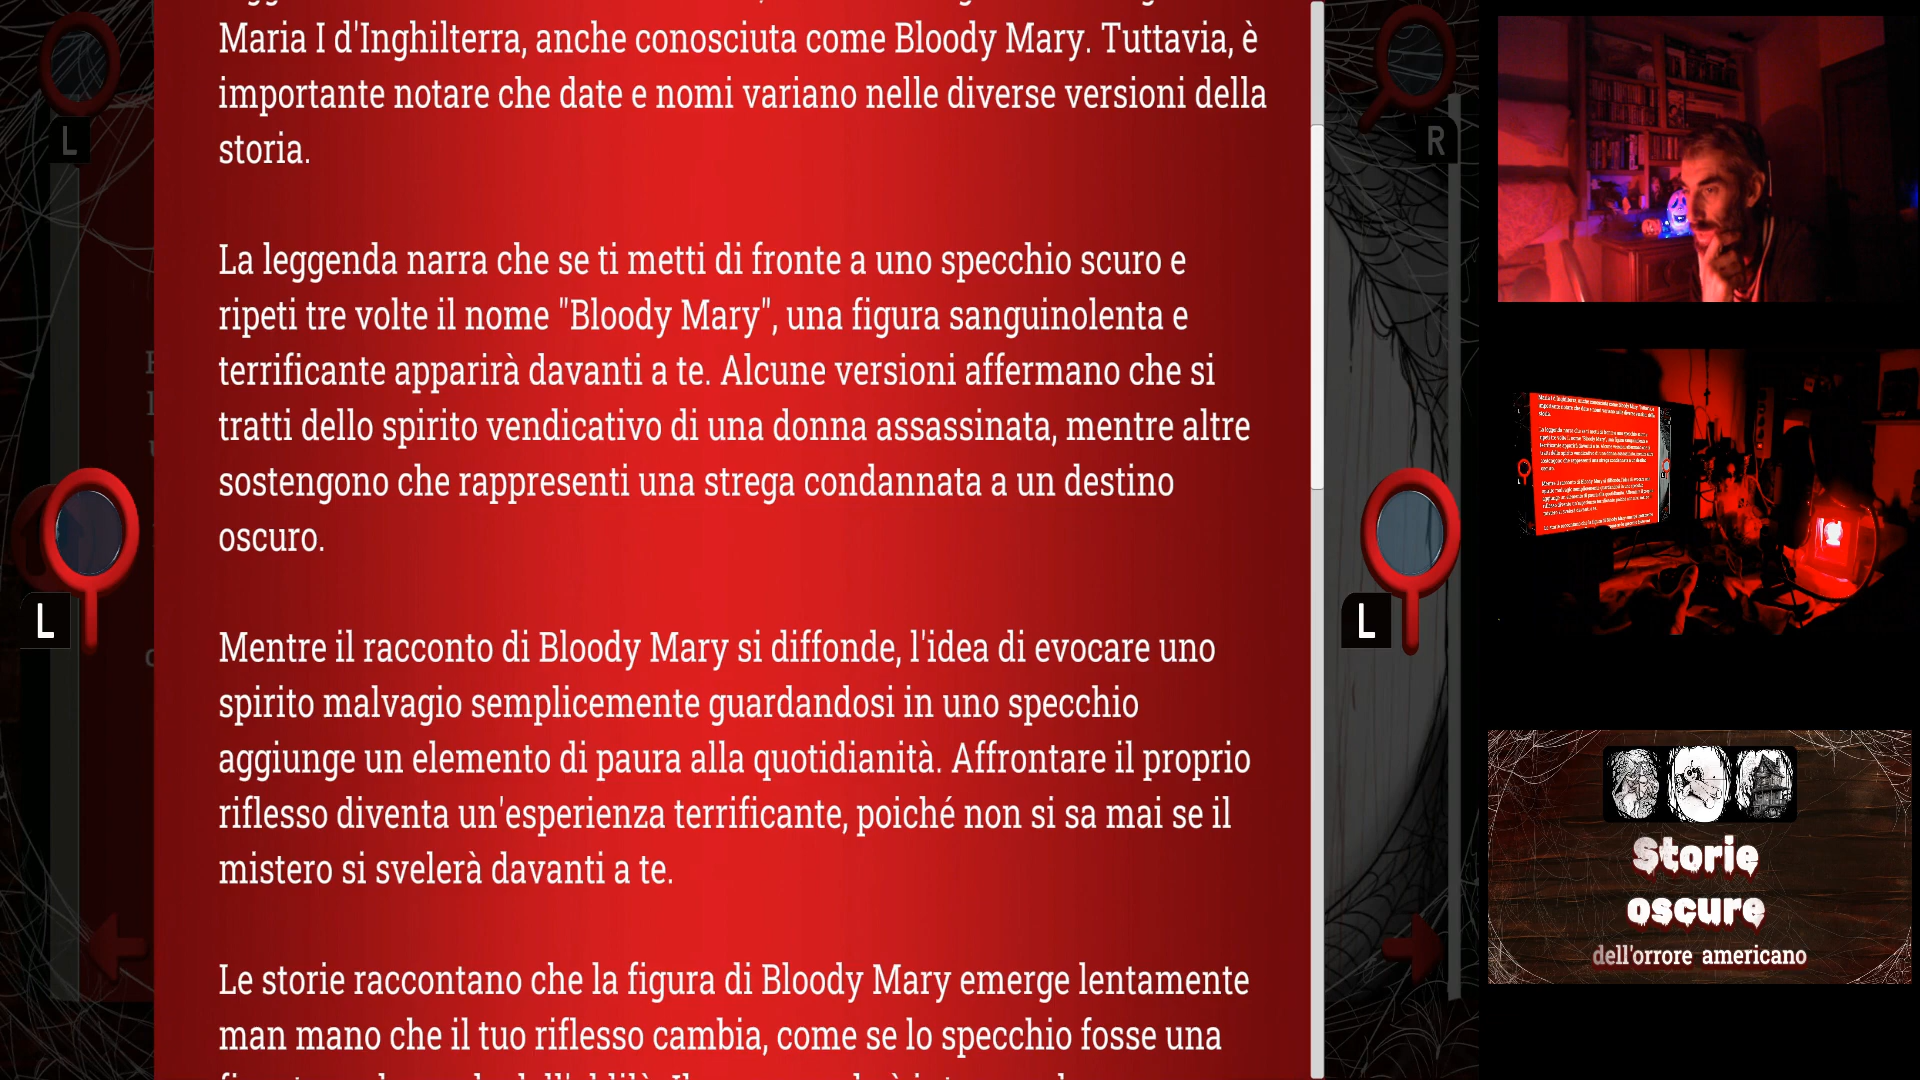 Maria I d'Inghilterra, anche conosciuta come Bloody Mary. Tuttavia, è
importante notare che date e nomi variano nelle diverse versioni della
storia.
La leggenda narra che se ti metti di fronte a uno specchio scuro e
ripeti tre volte il nome "Bloody Mary", una figura sanguinolenta e
terrificante apparirà davanti a te. Alcune versioni affermano che si
tratti dello spirito vendicativo di una donna assassinata, mentre altre
sostengono che rappresenti una strega condannata a un destino
oscuro.
Mentre il racconto di Bloody Mary si diffonde, l'idea di evocare uno
spirito malvagio semplicemente guardandosi in uno specchio
aggiunge un elemento di paura alla quotidianità. Affrontare il proprio
riflesso diventa un'esperienza terrificante, poiché non si sa mai se il
mistero si svelerà davanti a te.
Le storie raccontano che la figura di Bloody Mary emerge lentamente
man mano che il tuo riflesso cambia, come se lo specchio fosse una
L
L
R
L
Storie
oscure
dell'orrore americano